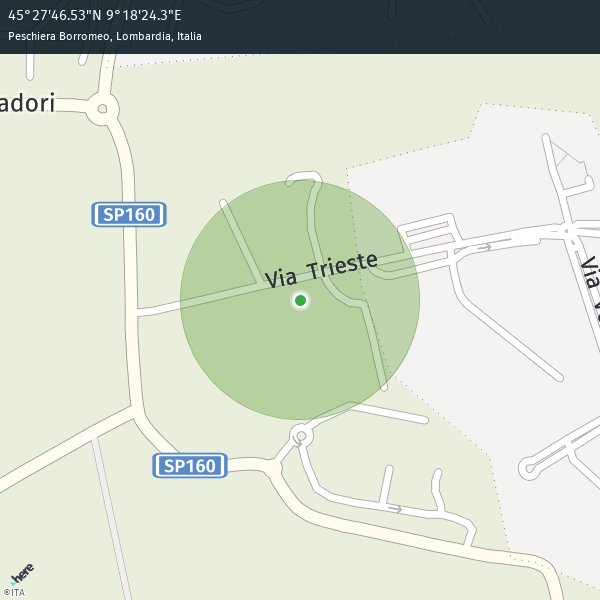 45°27'46.53"N 9°18'24.3"E
Peschiera Borromeo, Lombardia, Italia
adori
SP160
Via Trieste
SP160
here
©ITA